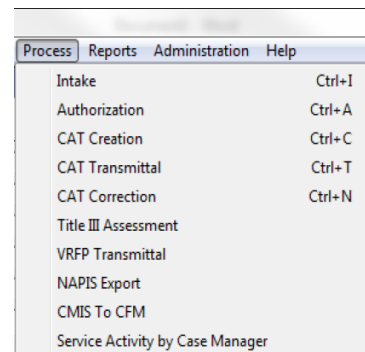 Process Reports Administration Help
Intake Ctrl+I
Authorization Ctrl+A
CAT Creation Ctrl+C
CAT Transmittal Ctrl+T
CAT Correction Ctrl+N
Title III Assessment
VRFP Transmittal
NAPIS Export
CMIS To CFM
Service Activity by Case Manager